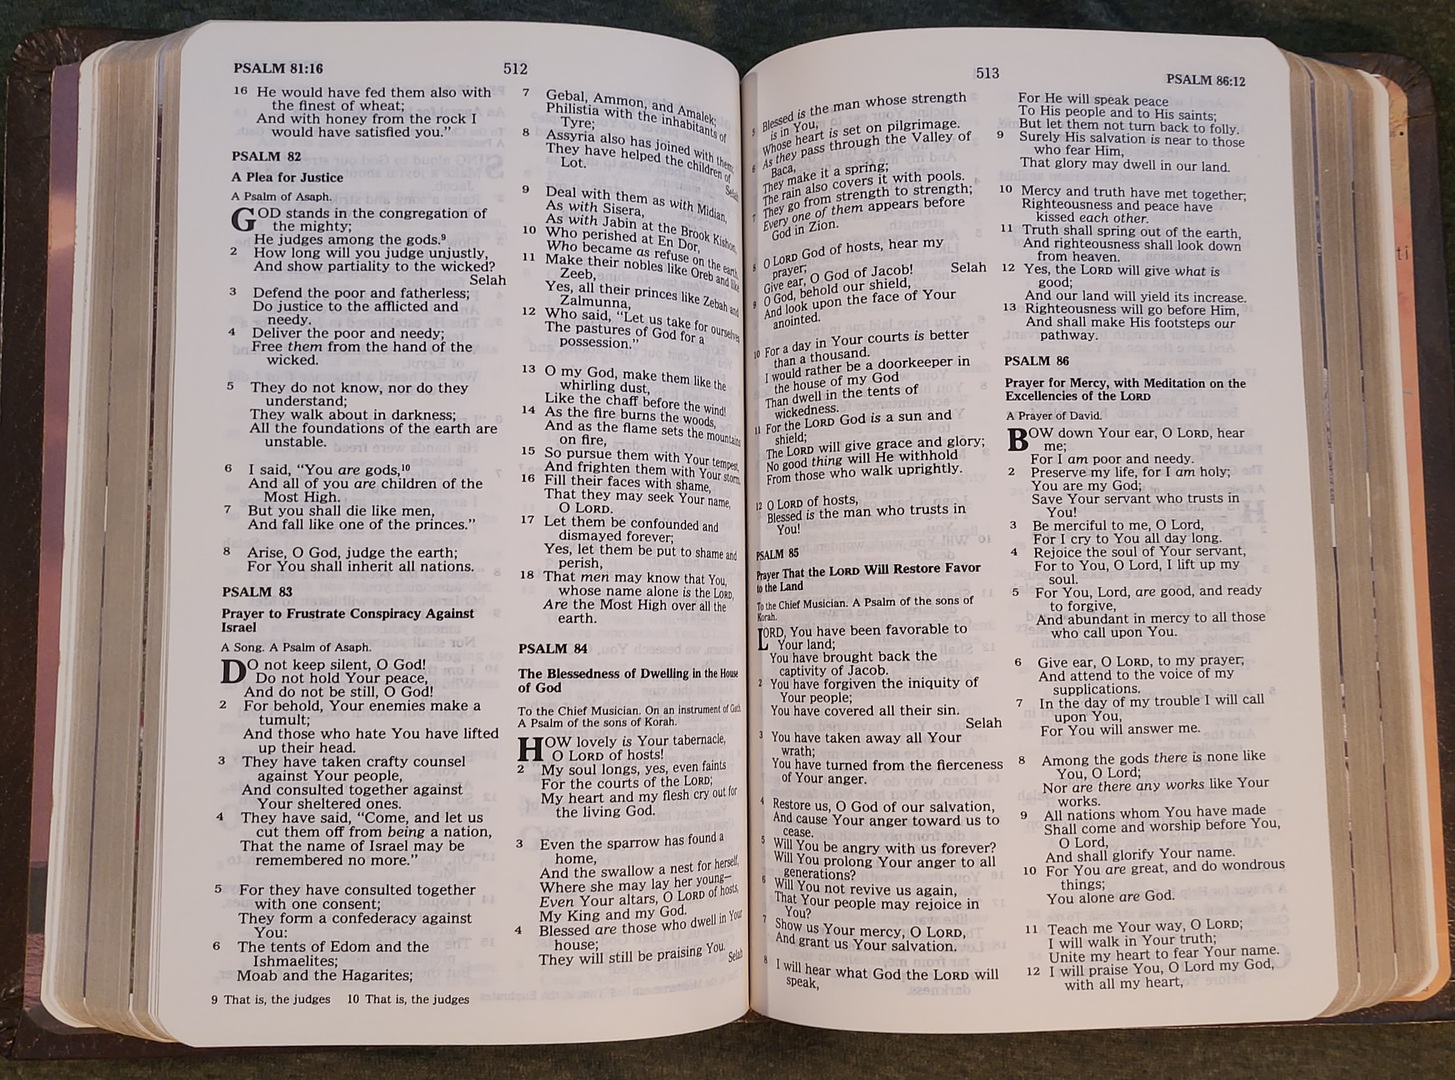 PSALM 81:16
512
16 He would have fed them also with
the finest of wheat;
And with honey from the rock I
would have satisfied you.”
PSALM 82
A Plea for Justice
A Psalm of Asaph.
GOD stands in the congregation of
the mighty;
He judges among the gods.⁹
2 How long will you judge unjustly,
And show partiality to the wicked?
Selah
3 Defend the poor and fatherless;
Do justice to the afflicted and
needy.
4 Deliver the poor and needy;
Free them from the hand of the
wicked.
5 They do not know, nor do they
understand;
They walk about in darkness;
All the foundations of the earth are
unstable.
6 I said, “You are gods,¹⁰
And all of you are children of the
Most High.
7 But you shall die like men,
And fall like one of the princes.”
8 Arise, O God, judge the earth;
For You shall inherit all nations.
PSALM 83
Prayer to Frustrate Conspiracy Against
Israel
A Song. A Psalm of Asaph.
DO not keep silent, O God!
Do not hold Your peace,
And do not be still, O God!
2 For behold, Your enemies make a
tumult;
And those who hate You have lifted
up their head.
3 They have taken crafty counsel
against Your people,
And consulted together against
Your sheltered ones.
4 They have said, “Come, and let us
cut them off from being a nation,
That the name of Israel may be
remembered no more.”
5 For they have consulted together
with one consent;
They form a confederacy against
You:
6 The tents of Edom and the
Ishmaelites;
Moab and the Hagarites;
9 That is, the judges 10 That is, the judges
7 Gebal, Ammon, and Amalek;
Philistia with the inhabitants of
Tyre;
8 Assyria also has joined with them;
They have helped the children of
Lot.
Selah
9 Deal with them as with Midian,
As with Sisera,
As with Jabin at the Brook Kishon,
10 Who perished at En Dor,
Who became as refuse on the earth.
11 Make their nobles like Oreb and like
Zeeb,
Yes, all their princes like Zebah and
Zalmunna,
12 Who said, “Let us take for ourselves
The pastures of God for a
possession.”
13 O my God, make them like the
whirling dust,
Like the chaff before the wind!
14 As the fire burns the woods,
And as the flame sets the mountains
on fire,
15 So pursue them with Your tempest,
And frighten them with Your storm.
16 Fill their faces with shame,
That they may seek Your name,
O LORD.
17 Let them be confounded and
dismayed forever;
Yes, let them be put to shame and
perish,
18 That men may know that You,
whose name alone is the LORD,
Are the Most High over all the
earth.
PSALM 84
The Blessedness of Dwelling in the House
of God
To the Chief Musician. On an instrument of Gath.
A Psalm of the sons of Korah.
HOW lovely is Your tabernacle,
O LORD of hosts!
2 My soul longs, yes, even faints
For the courts of the LORD;
My heart and my flesh cry out for
the living God.
3 Even the sparrow has found a
home,
And the swallow a nest for herself,
Where she may lay her young—
Even Your altars, O LORD of hosts,
My King and my God.
4 Blessed are those who dwell in Your
house;
They will still be praising You.
Selah
513
PSALM 86:12
5 Blessed is the man whose strength
is in You,
Whose heart is set on pilgrimage.
6 As they pass through the Valley of
Baca,
They make it a spring;
The rain also covers it with pools.
7 They go from strength to strength;
Every one of them appears before
God in Zion.
8 O LORD God of hosts, hear my
prayer;
Give ear, O God of Jacob! Selah
9 O God, behold our shield,
And look upon the face of Your
anointed.
10 For a day in Your courts is better
than a thousand.
I would rather be a doorkeeper in
the house of my God
Than dwell in the tents of
wickedness.
11 For the LORD God is a sun and
shield;
The LORD will give grace and glory;
No good thing will He withhold
From those who walk uprightly.
12 O LORD of hosts,
Blessed is the man who trusts in
You!
PSALM 85
Prayer That the LORD Will Restore Favor
to the Land
To the Chief Musician. A Psalm of the sons of
Korah.
LORD, You have been favorable to
Your land;
You have brought back the
captivity of Jacob.
2 You have forgiven the iniquity of
Your people;
You have covered all their sin.
Selah
3 You have taken away all Your
wrath;
You have turned from the fierceness
of Your anger.
4 Restore us, O God of our salvation,
And cause Your anger toward us to
cease.
5 Will You be angry with us forever?
Will You prolong Your anger to all
generations?
6 Will You not revive us again,
That Your people may rejoice in
You?
7 Show us Your mercy, O LORD,
And grant us Your salvation.
8 I will hear what God the LORD will
speak,
For He will speak peace
To His people and to His saints;
But let them not turn back to folly.
9 Surely His salvation is near to those
who fear Him,
That glory may dwell in our land.
10 Mercy and truth have met together;
Righteousness and peace have
kissed each other.
11 Truth shall spring out of the earth,
And righteousness shall look down
from heaven.
12 Yes, the LORD will give what is
good;
And our land will yield its increase.
13 Righteousness will go before Him,
And shall make His footsteps our
pathway.
PSALM 86
Prayer for Mercy, with Meditation on the
Excellencies of the LORD
A Prayer of David.
BOW down Your ear, O LORD, hear
me;
For I am poor and needy.
2 Preserve my life, for I am holy;
You are my God;
Save Your servant who trusts in
You!
3 Be merciful to me, O Lord,
For I cry to You all day long.
4 Rejoice the soul of Your servant,
For to You, O Lord, I lift up my
soul.
5 For You, Lord, are good, and ready
to forgive,
And abundant in mercy to all those
who call upon You.
6 Give ear, O LORD, to my prayer;
And attend to the voice of my
supplications.
7 In the day of my trouble I will call
upon You,
For You will answer me.
8 Among the gods there is none like
You, O Lord;
Nor are there any works like Your
works.
9 All nations whom You have made
Shall come and worship before You,
O Lord,
And shall glorify Your name.
10 For You are great, and do wondrous
things;
You alone are God.
11 Teach me Your way, O LORD;
I will walk in Your truth;
Unite my heart to fear Your name.
12 I will praise You, O Lord my God,
with all my heart,